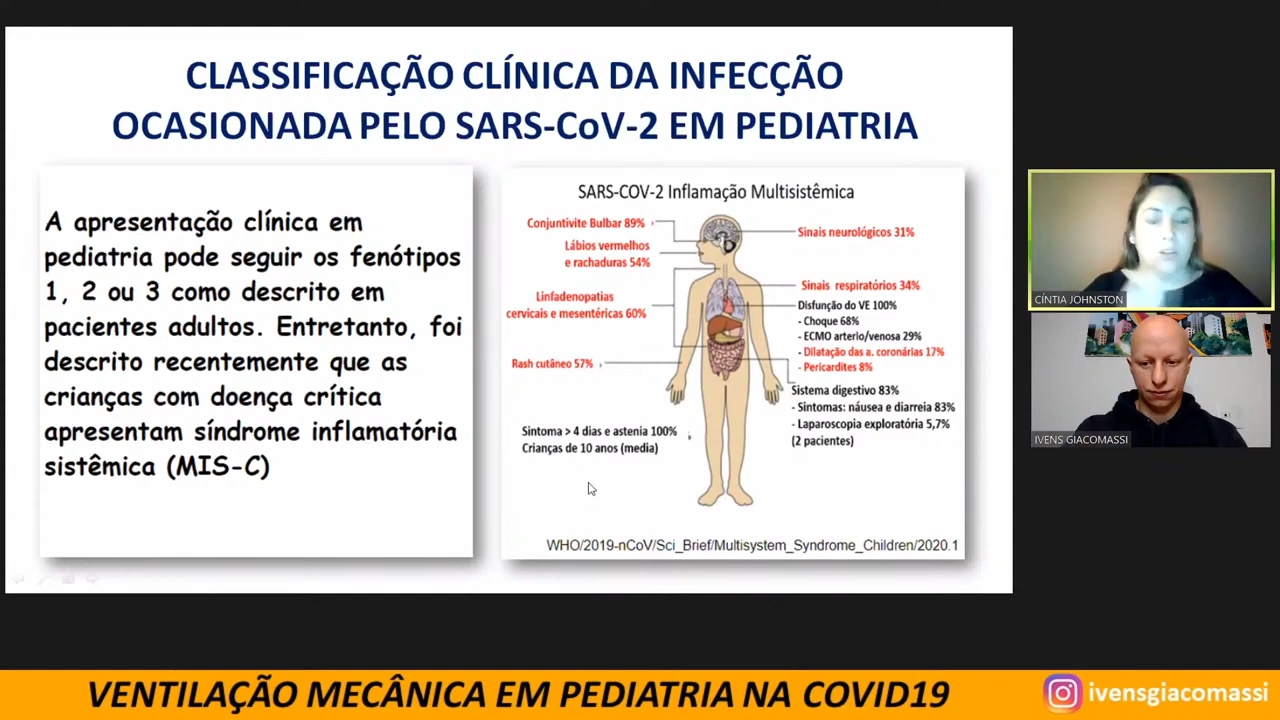 CLASSIFICAÇÃO CLÍNICA DA INFECÇÃO
OCASIONADA PELO SARS-CoV-2 EM PEDIATRIA
A apresentação clínica em
pediatria pode seguir os fenótipos
1, 2 ou 3 como descrito em
pacientes adultos. Entretanto, foi
descrito recentemente que as
crianças com doença crítica
apresentam síndrome inflamatória
sistêmica (MIS-C)
SARS-COV-2 Inflamação Multisistêmica
Conjuntivite Bulbar 89%
Lábios vermelhos
e rachaduras 54%
Linfadenopatias
cervicais e mesentéricas 60%
Rash cutâneo 57%
Sintoma > 4 dias e astenia 100%
Crianças de 10 anos (media)
Sinais neurológicos 31%
Sinais respiratórios 34%
Disfunção do VE 100%
- Choque 68%
- ECMO arterio/venosa 29%
- Dilatação das a. coronárias 17%
- Pericardites 8%
Sistema digestivo 83%
- Sintomas: náusea e diarreia 83%
- Laparoscopia exploratória 5,7%
(2 pacientes)
WHO/2019-nCoV/Sci_Brief/Multisystem_Syndrome_Children/2020.1
CÍNTIA JOHNSTON
IVENS GIACOMASSI
VENTILAÇÃO MECÂNICA EM PEDIATRIA NA COVID19
ivensgiacomassi